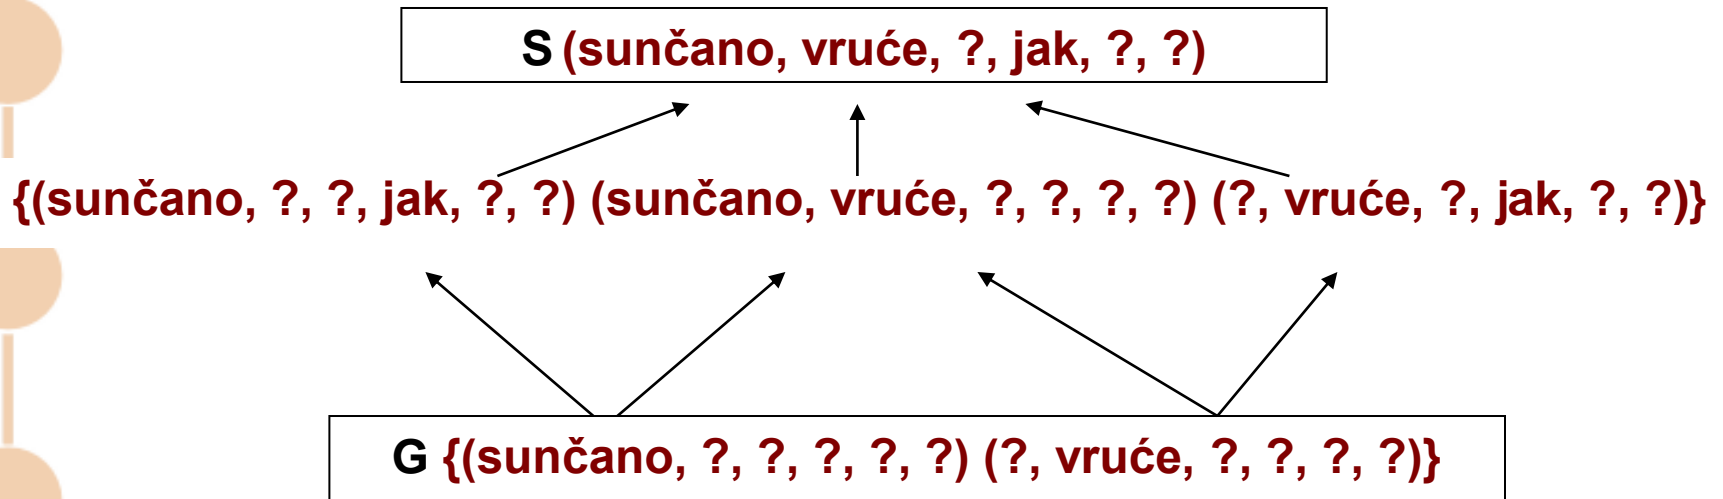 S (sunčano, vruće, ?, jak, ?, ?)
{(sunčano, ?, ?, jak, ?, ?) (sunčano, vruće, ?, ?, ?, ?) (?, vruće, ?, jak, ?, ?)}
G {(sunčano, ?, ?, ?, ?, ?) (?, vruće, ?, ?, ?, ?)}